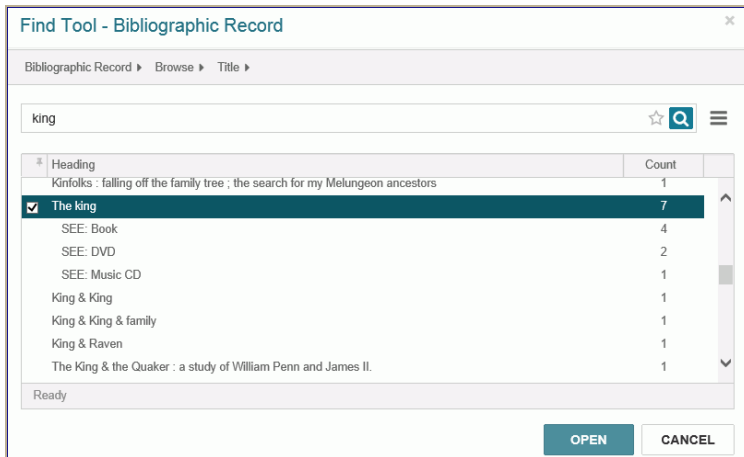 Find Tool - Bibliographic Record
Bibliographic Record Browse Title
king
Heading Count
Kinfolks : falling off the family tree ; the search for my Melungeon ancestors 1
The king 7
SEE: Book 4
SEE: DVD 2
SEE: Music CD 1
King & King 1
King & King & family 1
King & Raven 1
The King & the Quaker : a study of William Penn and James II. 1
Ready
OPEN CANCEL